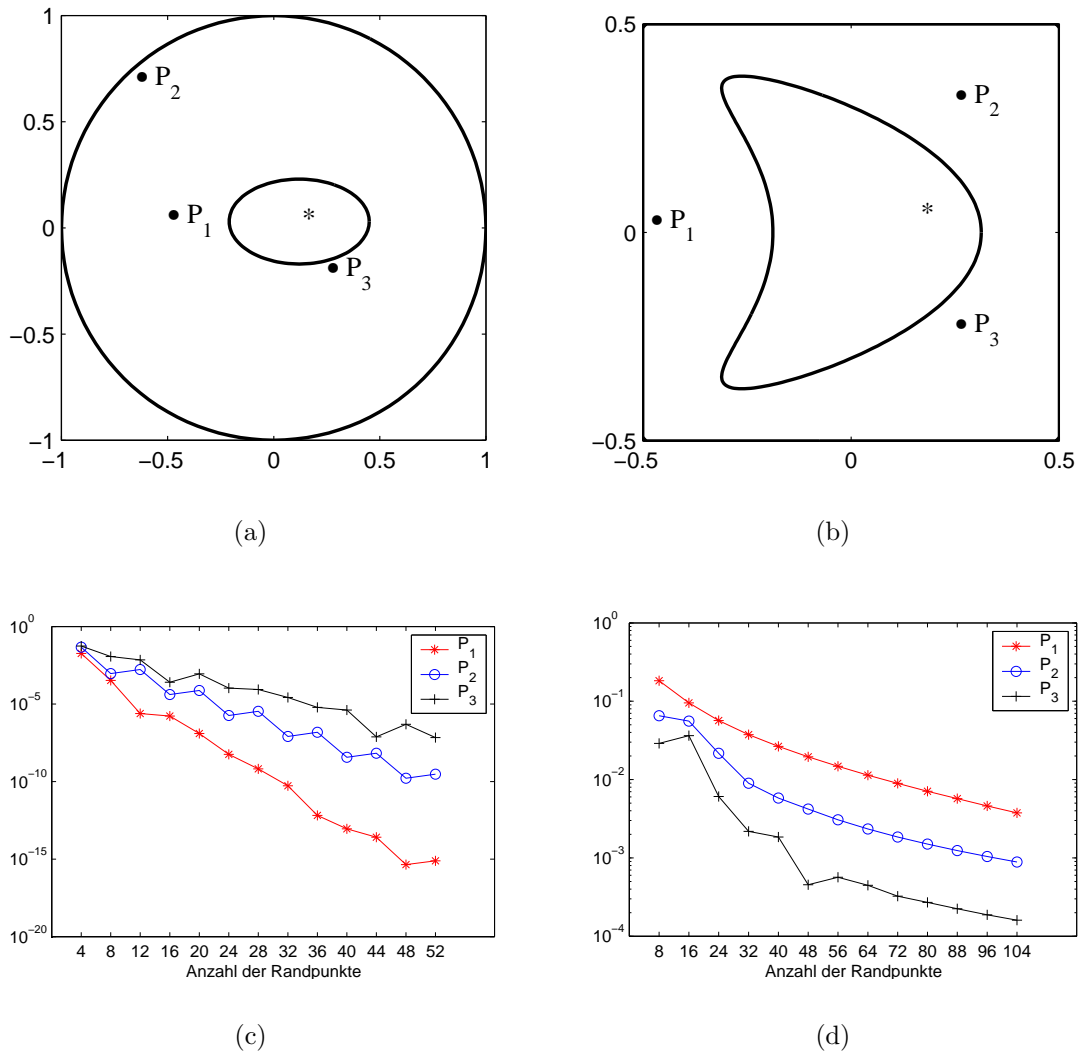 1
0.5
0
−0.5
−1
−1 −0.5 0 0.5 1
P2
P1
*
P3
(a)
0.5
0
−0.5
−0.5 0 0.5
P2
*
P1
P3
(b)
10^0
10^−5
10^−10
10^−15
10^−20
4 8 12 16 20 24 28 32 36 40 44 48 52
Anzahl der Randpunkte
P1
P2
P3
(c)
10^0
10^−1
10^−2
10^−3
10^−4
8 16 24 32 40 48 56 64 72 80 88 96 104
Anzahl der Randpunkte
P1
P2
P3
(d)